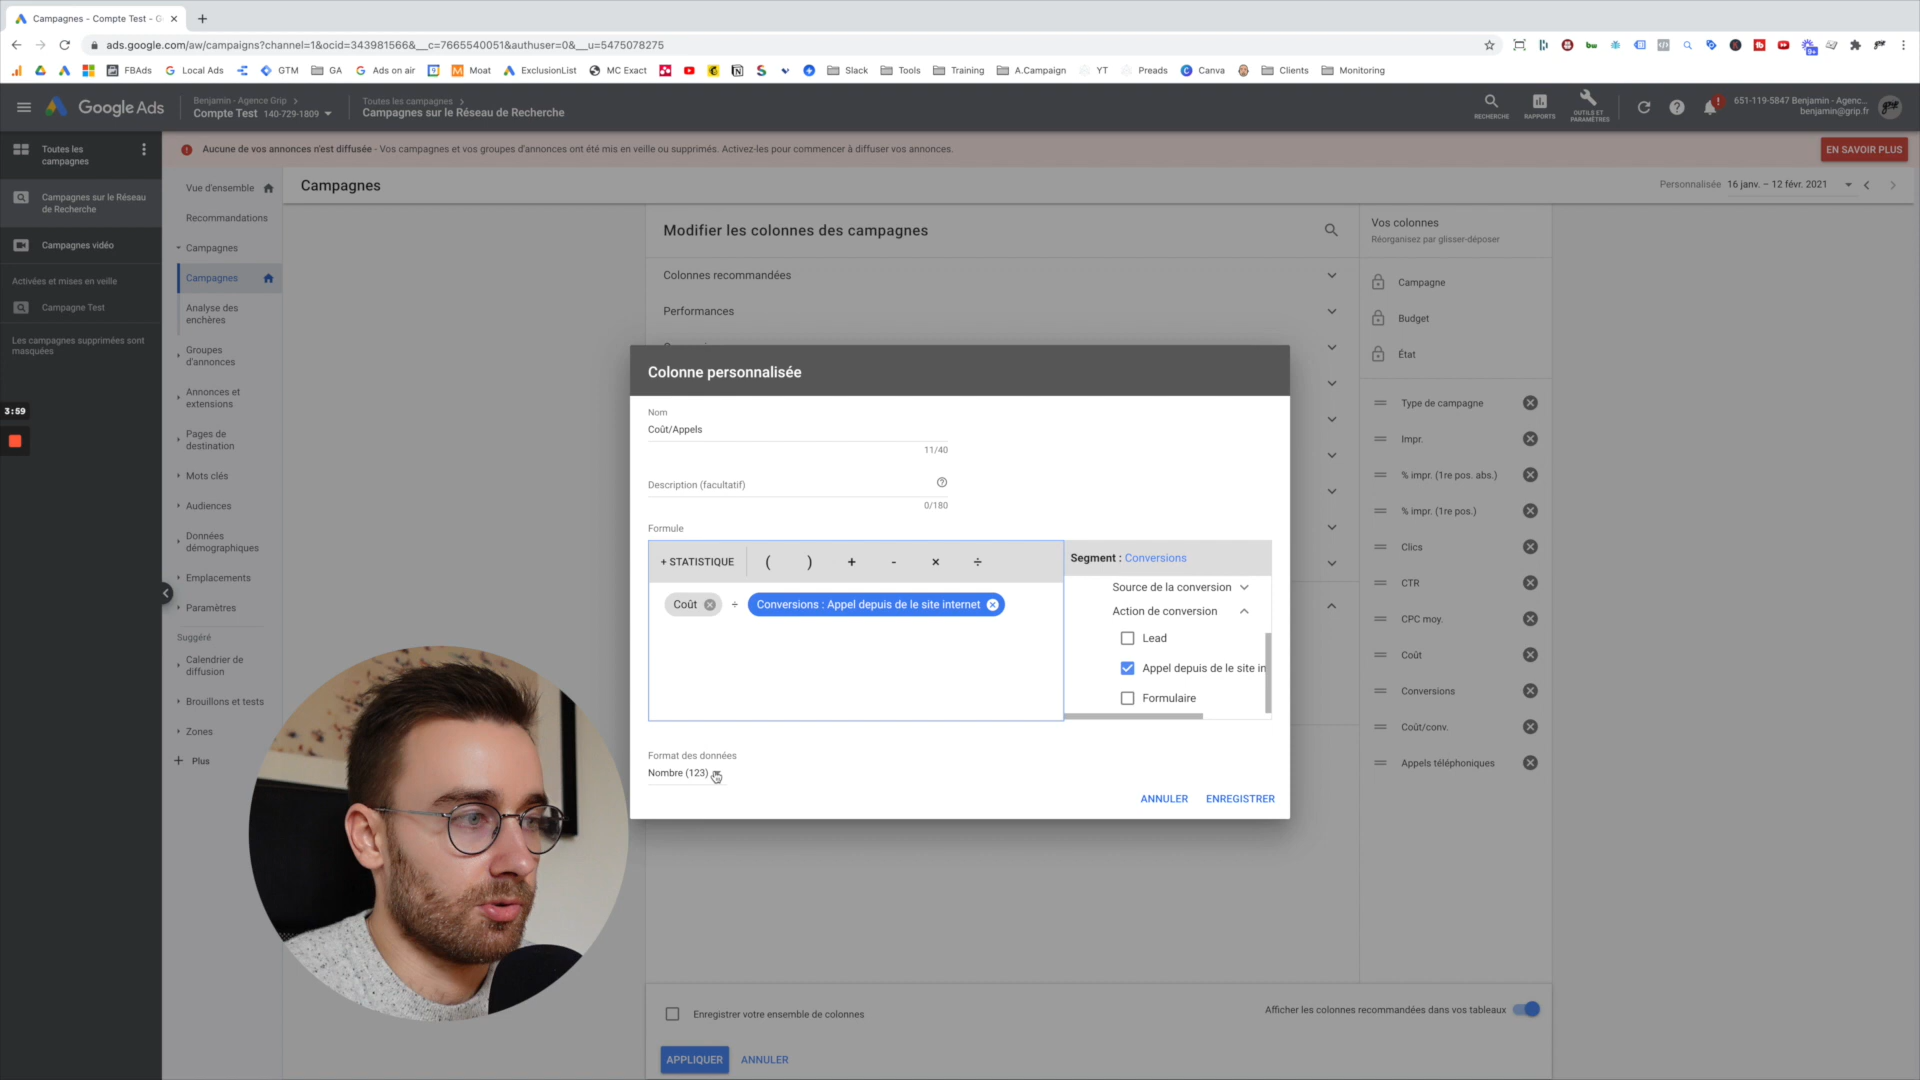 Campagnes - Compte Test - G
ads.google.com/aw/campaigns?channel=1&ocid=343981566&__c=7665540051&authuser=0&__u=5475078275
FBAds
Local Ads
GTM
GA
Ads on air
Moat
ExclusionList
MC Exact
Slack
Tools
Training
A.Campaign
YT
Preads
Canva
Clients
Monitoring
Google Ads
Benjamin - Agence Grip
Compte Test 140-729-1809
Toutes les campagnes
Campagnes sur le Réseau de Recherche
RECHERCHE
RAPPORTS
OUTILS ET PARAMÈTRES
651-119-5847 Benjamin - Agenc...
benjamin@grip.fr
Aucune de vos annonces n'est diffusée - Vos campagnes et vos groupes d'annonces ont été mis en veille ou supprimés. Activez-les pour commencer à diffuser vos annonces.
EN SAVOIR PLUS
Toutes les
campagnes
Campagnes sur le Réseau
de Recherche
Campagnes vidéo
Activées et mises en veille
Campagne Test
Les campagnes supprimées sont
masquées
3:59
Vue d'ensemble
Recommandations
Campagnes
Campagnes
Analyse des
enchères
Groupes
d'annonces
Annonces et
extensions
Pages de
destination
Mots clés
Audiences
Données
démographiques
Emplacements
Paramètres
Suggéré
Calendrier de
diffusion
Brouillons et tests
Zones
+ Plus
Campagnes
Personnalisée 16 janv. – 12 févr. 2021
Modifier les colonnes des campagnes
Colonnes recommandées
Performances
Colonne personnalisée
Nom
Coût/Appels
11/40
Description (facultatif)
0/180
Formule
+ STATISTIQUE ( ) + - × ÷
Coût ÷ Conversions : Appel depuis de le site internet
Segment : Conversions
Source de la conversion
Action de conversion
Lead
Appel depuis de le site in
Formulaire
Format des données
Nombre (123)
ANNULER
ENREGISTRER
Vos colonnes
Réorganisez par glisser-déposer
Campagne
Budget
État
Type de campagne
Impr.
% impr. (1re pos. abs.)
% impr. (1re pos.)
Clics
CTR
CPC moy.
Coût
Conversions
Coût/conv.
Appels téléphoniques
Enregistrer votre ensemble de colonnes
Afficher les colonnes recommandées dans vos tableaux
APPLIQUER
ANNULER